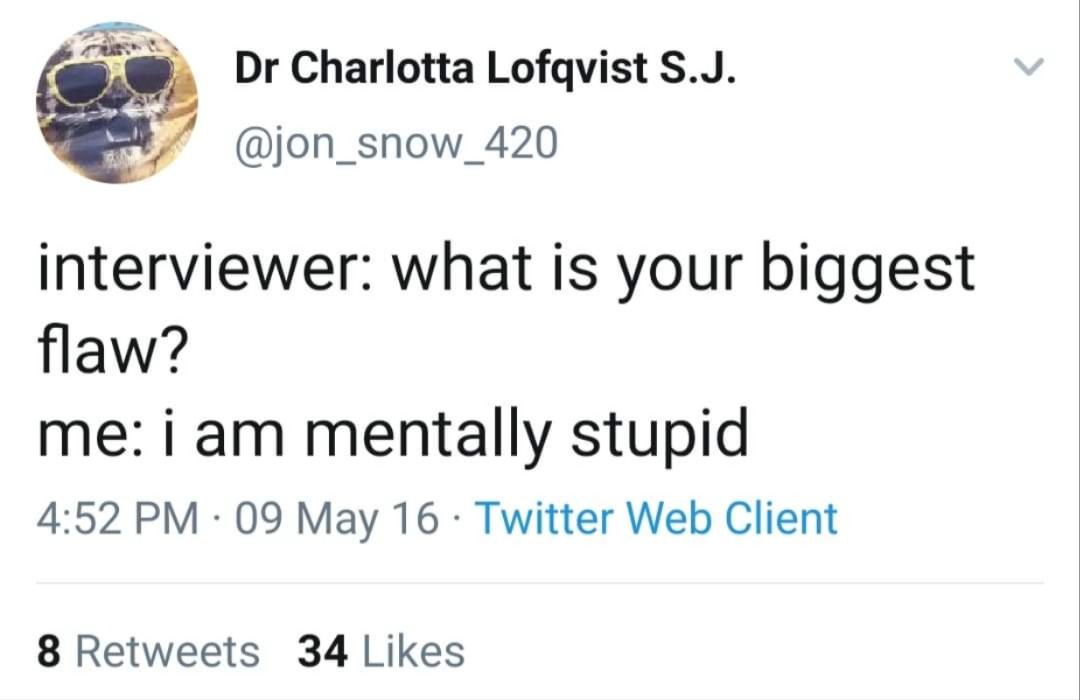 Dr Charlotta Lofqvist S.J.
@jon_snow_420
interviewer: what is your biggest
flaw?
me: i am mentally stupid
4:52 PM · 09 May 16 · Twitter Web Client
8 Retweets 34 Likes